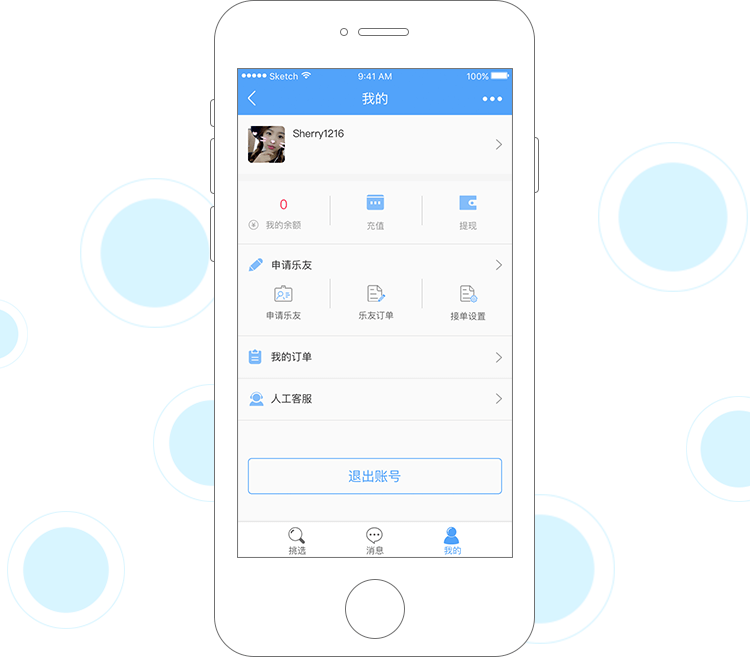 Sketch 9:41 AM 100%
我的
Sherry1216
0
¥ 我的余额 充值 提现
申请乐友
申请乐友 乐友订单 接单设置
我的订单
人工客服
退出账号
挑选 消息 我的